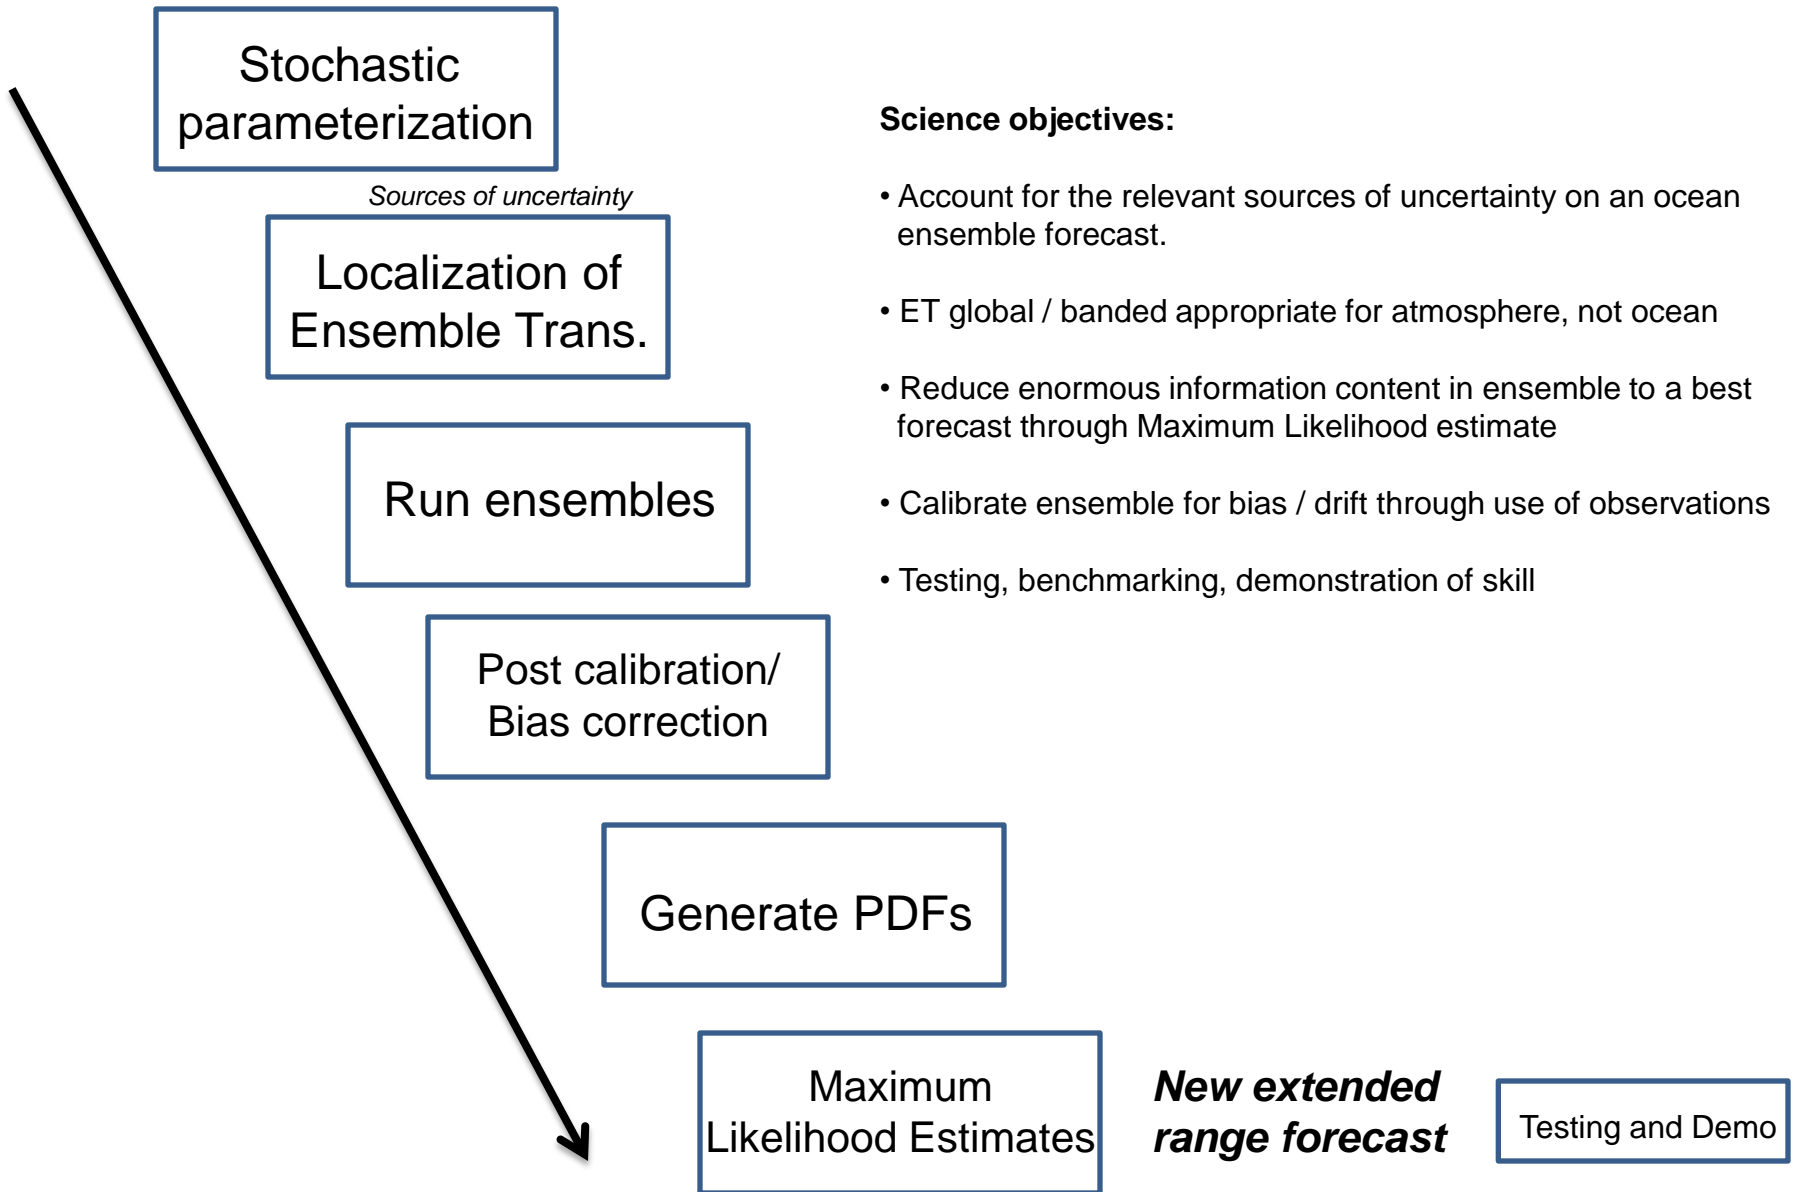 Stochastic
parameterization
Sources of uncertainty
Localization of
Ensemble Trans.
Run ensembles
Post calibration/
Bias correction
Generate PDFs
Maximum
Likelihood Estimates
New extended
range forecast
Testing and Demo
Science objectives:
• Account for the relevant sources of uncertainty on an ocean
ensemble forecast.
• ET global / banded appropriate for atmosphere, not ocean
• Reduce enormous information content in ensemble to a best
forecast through Maximum Likelihood estimate
• Calibrate ensemble for bias / drift through use of observations
• Testing, benchmarking, demonstration of skill